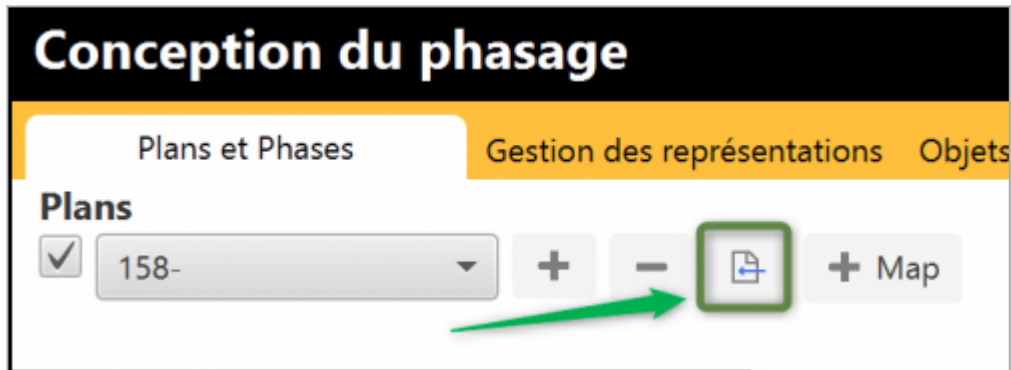 Conception du phasage
Plans et Phases Gestion des représentations Objets
Plans
158- + − + Map